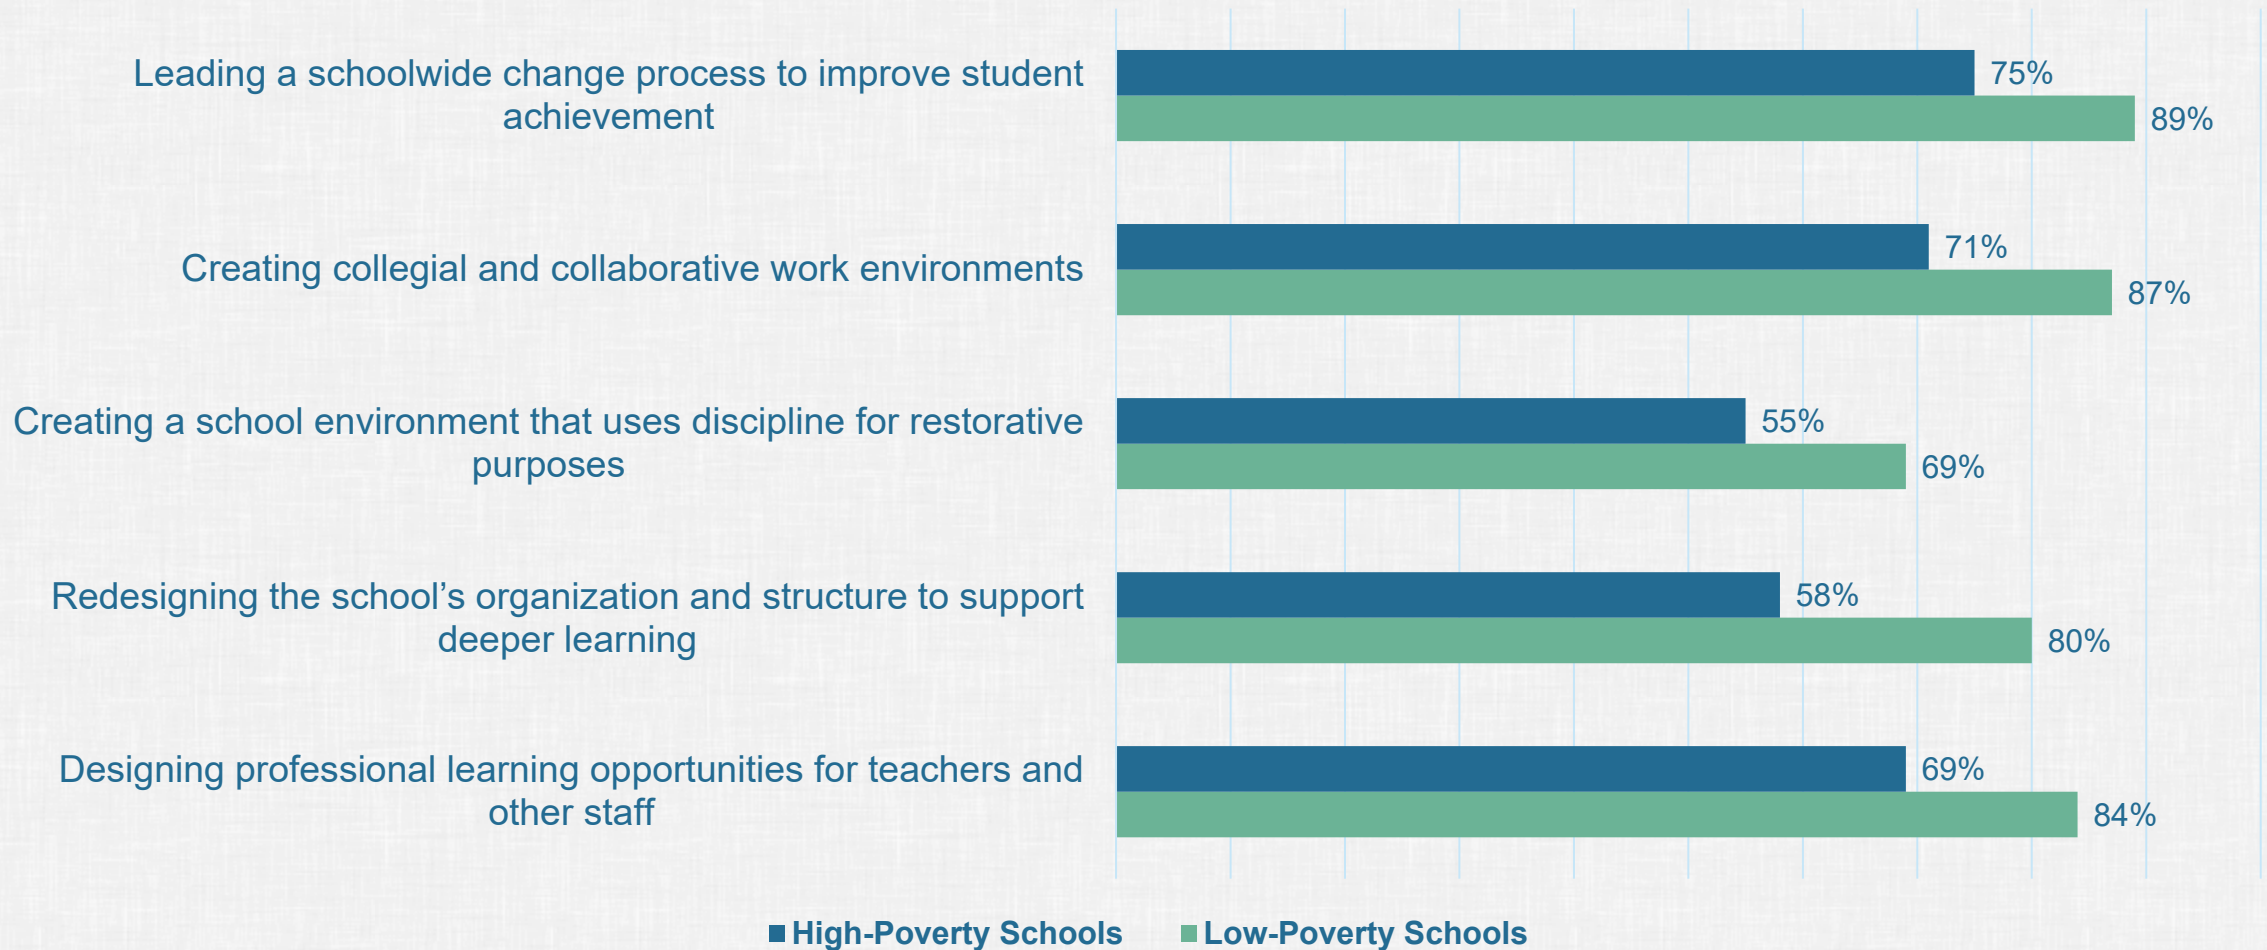 Leading a schoolwide change process to improve student
achievement
75%
89%
Creating collegial and collaborative work environments
71%
87%
Creating a school environment that uses discipline for restorative
purposes
55%
69%
Redesigning the school’s organization and structure to support
deeper learning
58%
80%
Designing professional learning opportunities for teachers and
other staff
69%
84%
High-Poverty Schools
Low-Poverty Schools